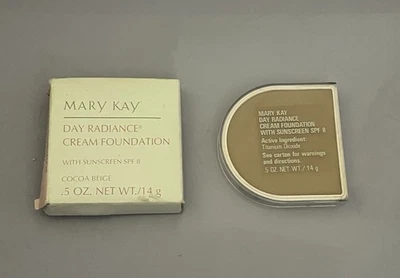 MARY KAY
DAY RADIANCE®
CREAM FOUNDATION
WITH SUNSCREEN SPF 8
COCOA BEIGE
.5 OZ. NET WT./14 g
MARY KAY
DAY RADIANCE
CREAM FOUNDATION
WITH SUNSCREEN SPF 8
Active Ingredient:
Titanium Dioxide
See carton for warnings
and directions.
.5 OZ. NET WT./14 g